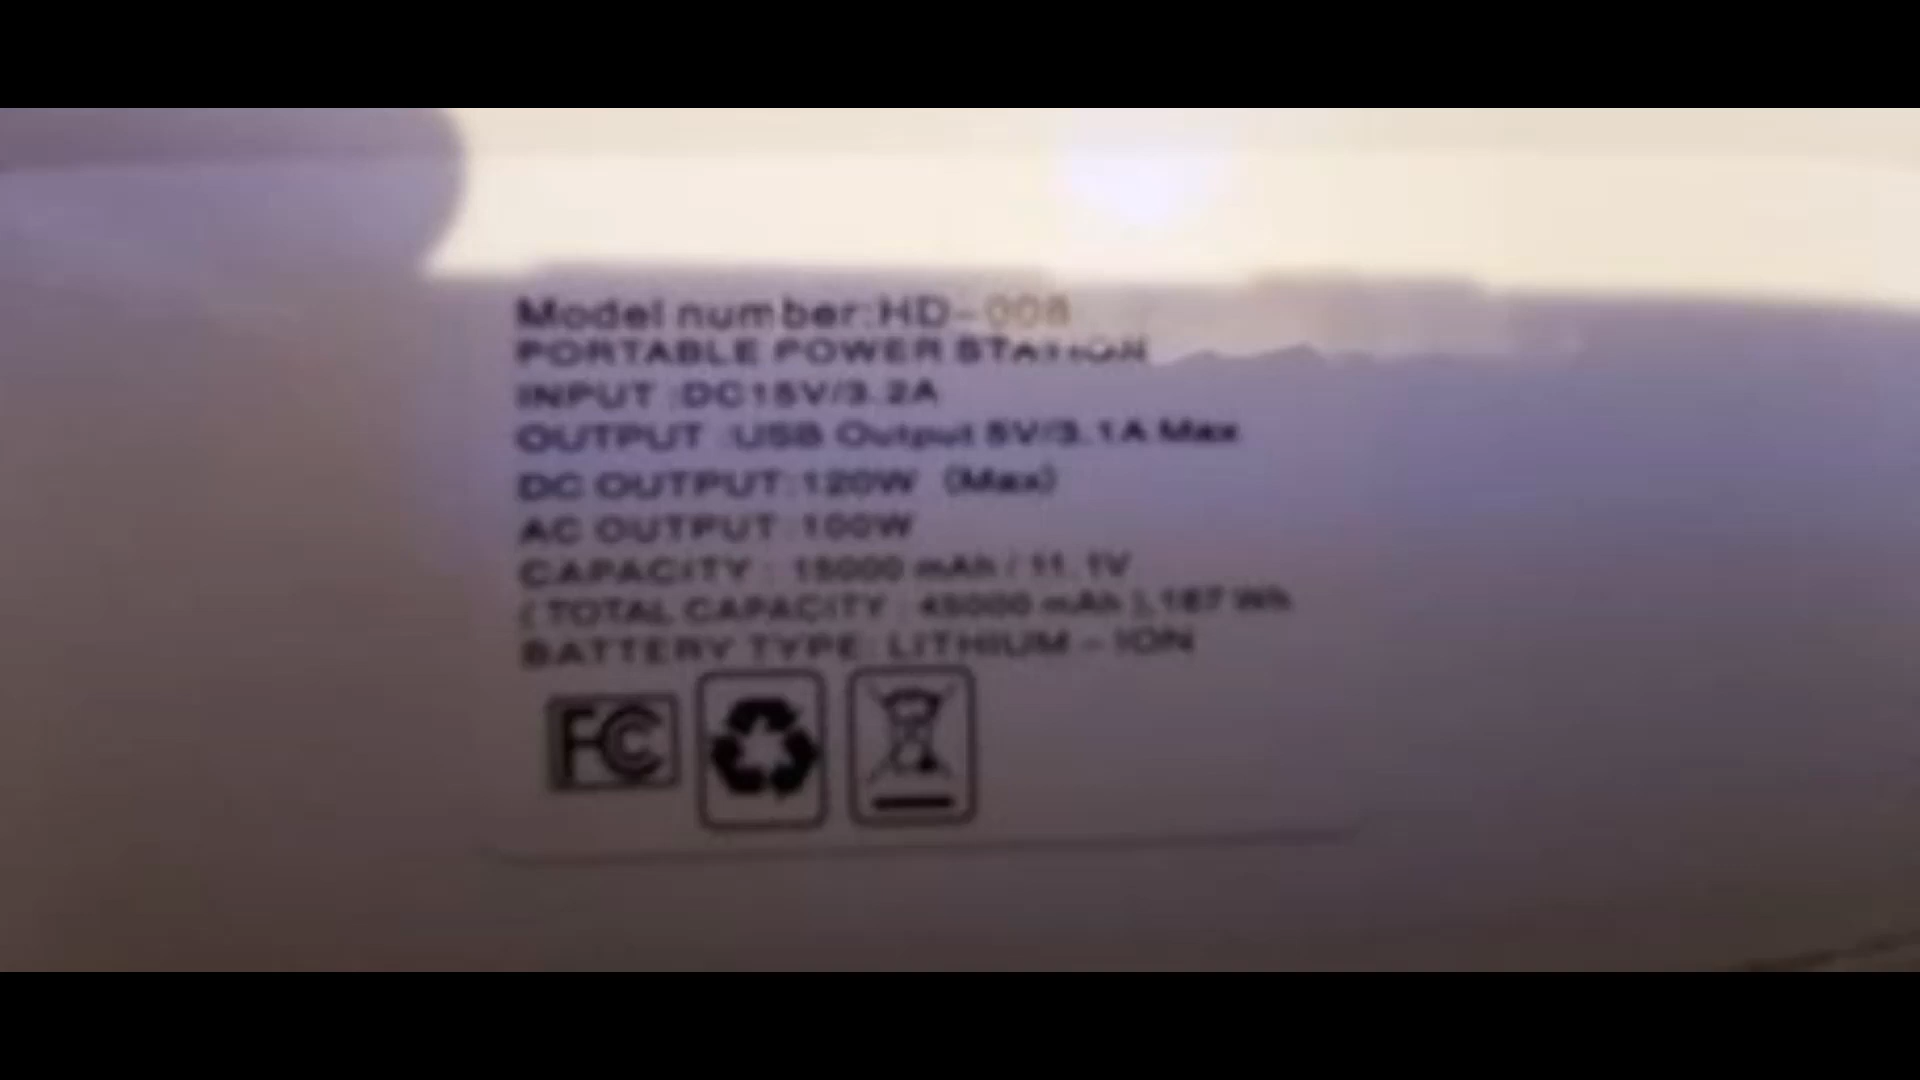 Model number:HD-008
PORTABLE POWER STATION
INPUT :DC15V/3.2A
OUTPUT :USB Output 5V/3.1A Max
DC OUTPUT:120W (Max)
AC OUTPUT:100W
CAPACITY : 15000 mAh / 11.1V
( TOTAL CAPACITY : 45000 mAh ), 167 Wh
BATTERY TYPE: LITHIUM - ION
FC